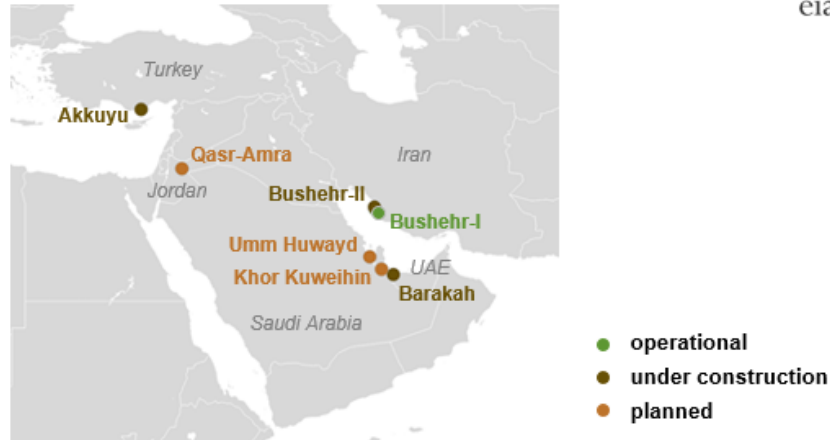 eia
Turkey
Akkuyu
Qasr-Amra
Iran
Jordan
Bushehr-II
Bushehr-I
Umm Huwayd
UAE
Khor Kuweihin
Barakah
Saudi Arabia
operational
under construction
planned